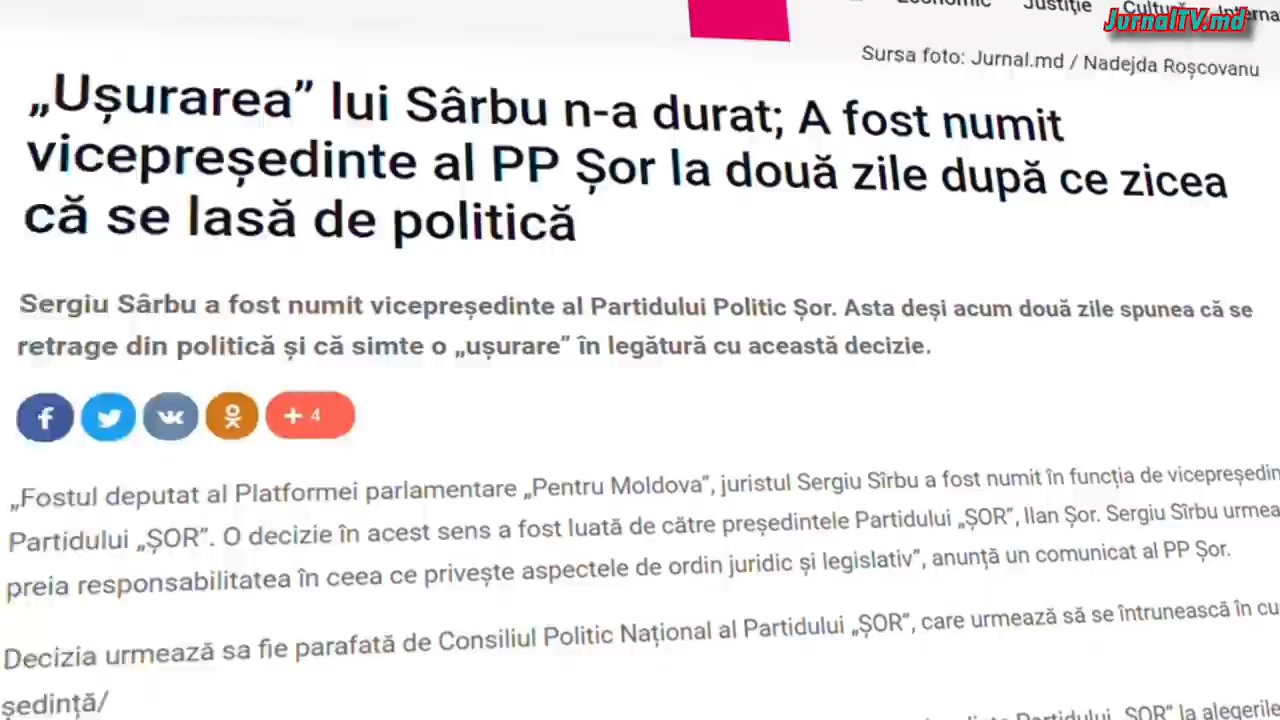 Economic Justiție Cultură
JurnalTV.md
Sursa foto: Jurnal.md / Nadejda Roșcovanu
„Ușurarea” lui Sârbu n-a durat; A fost numit
vicepreședinte al PP Șor la două zile după ce zicea
că se lasă de politică
Sergiu Sârbu a fost numit vicepreședinte al Partidului Politic Șor. Asta deși acum două zile spunea că se
retrage din politică și că simte o „ușurare” în legătură cu această decizie.
+ 4
„Fostul deputat al Platformei parlamentare „Pentru Moldova”, juristul Sergiu Sîrbu a fost numit în funcția de vicepreședin
Partidului „ȘOR”. O decizie în acest sens a fost luată de către președintele Partidului „ȘOR”, Ilan Șor. Sergiu Sîrbu urmea
preia responsabilitatea în ceea ce privește aspectele de ordin juridic și legislativ”, anunță un comunicat al PP Șor.
Decizia urmează sa fie parafată de Consiliul Politic Național al Partidului „ȘOR”, care urmează să se întrunească în cu
ședință/
Partidului „ȘOR” la alegerile